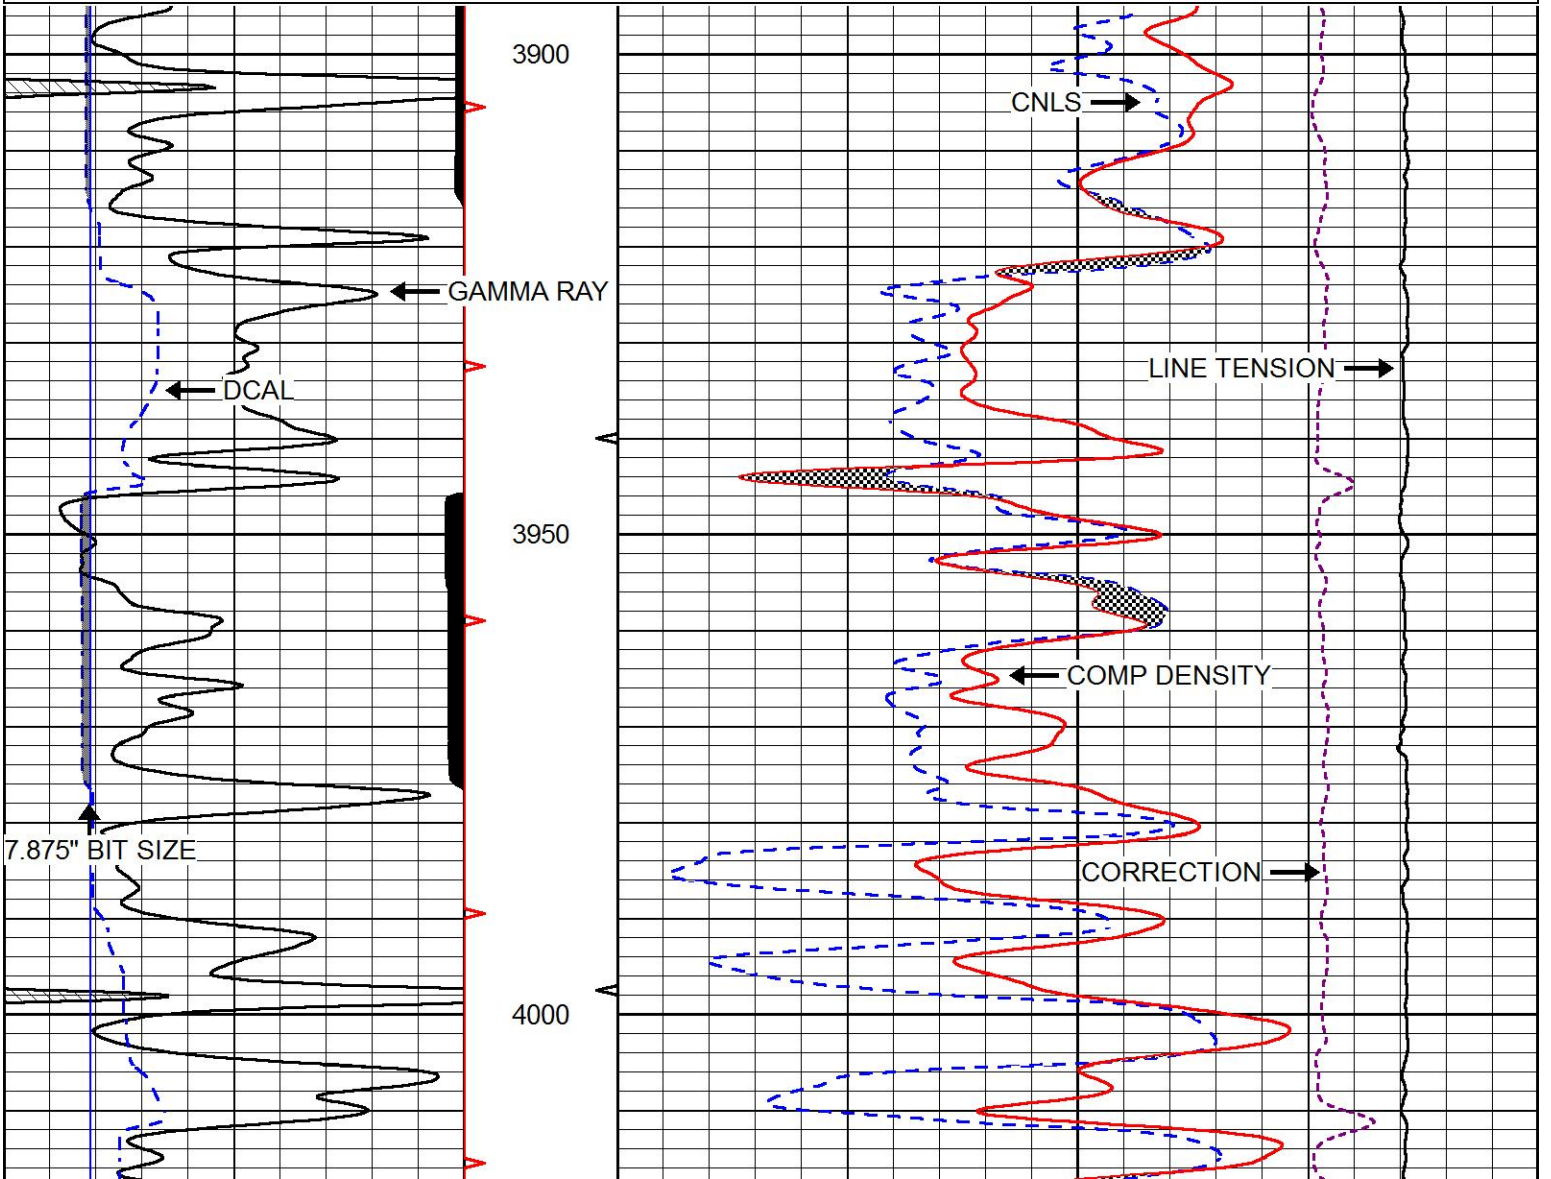 3900
CNLS
GAMMA RAY
LINE TENSION
DCAL
3950
COMP DENSITY
7.875" BIT SIZE
CORRECTION
4000